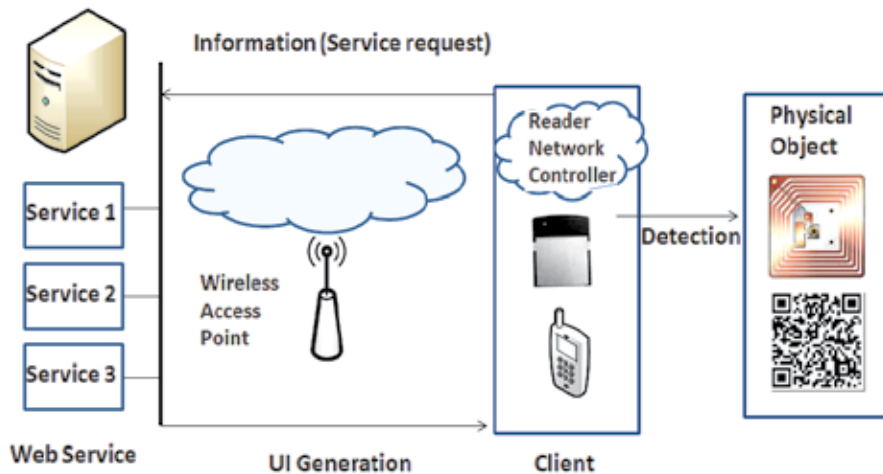 Information (Service request)
Reader
Network
Controller
Physical
Object
Service 1
Service 2
Service 3
Wireless
Access
Point
Detection
Web Service
UI Generation
Client